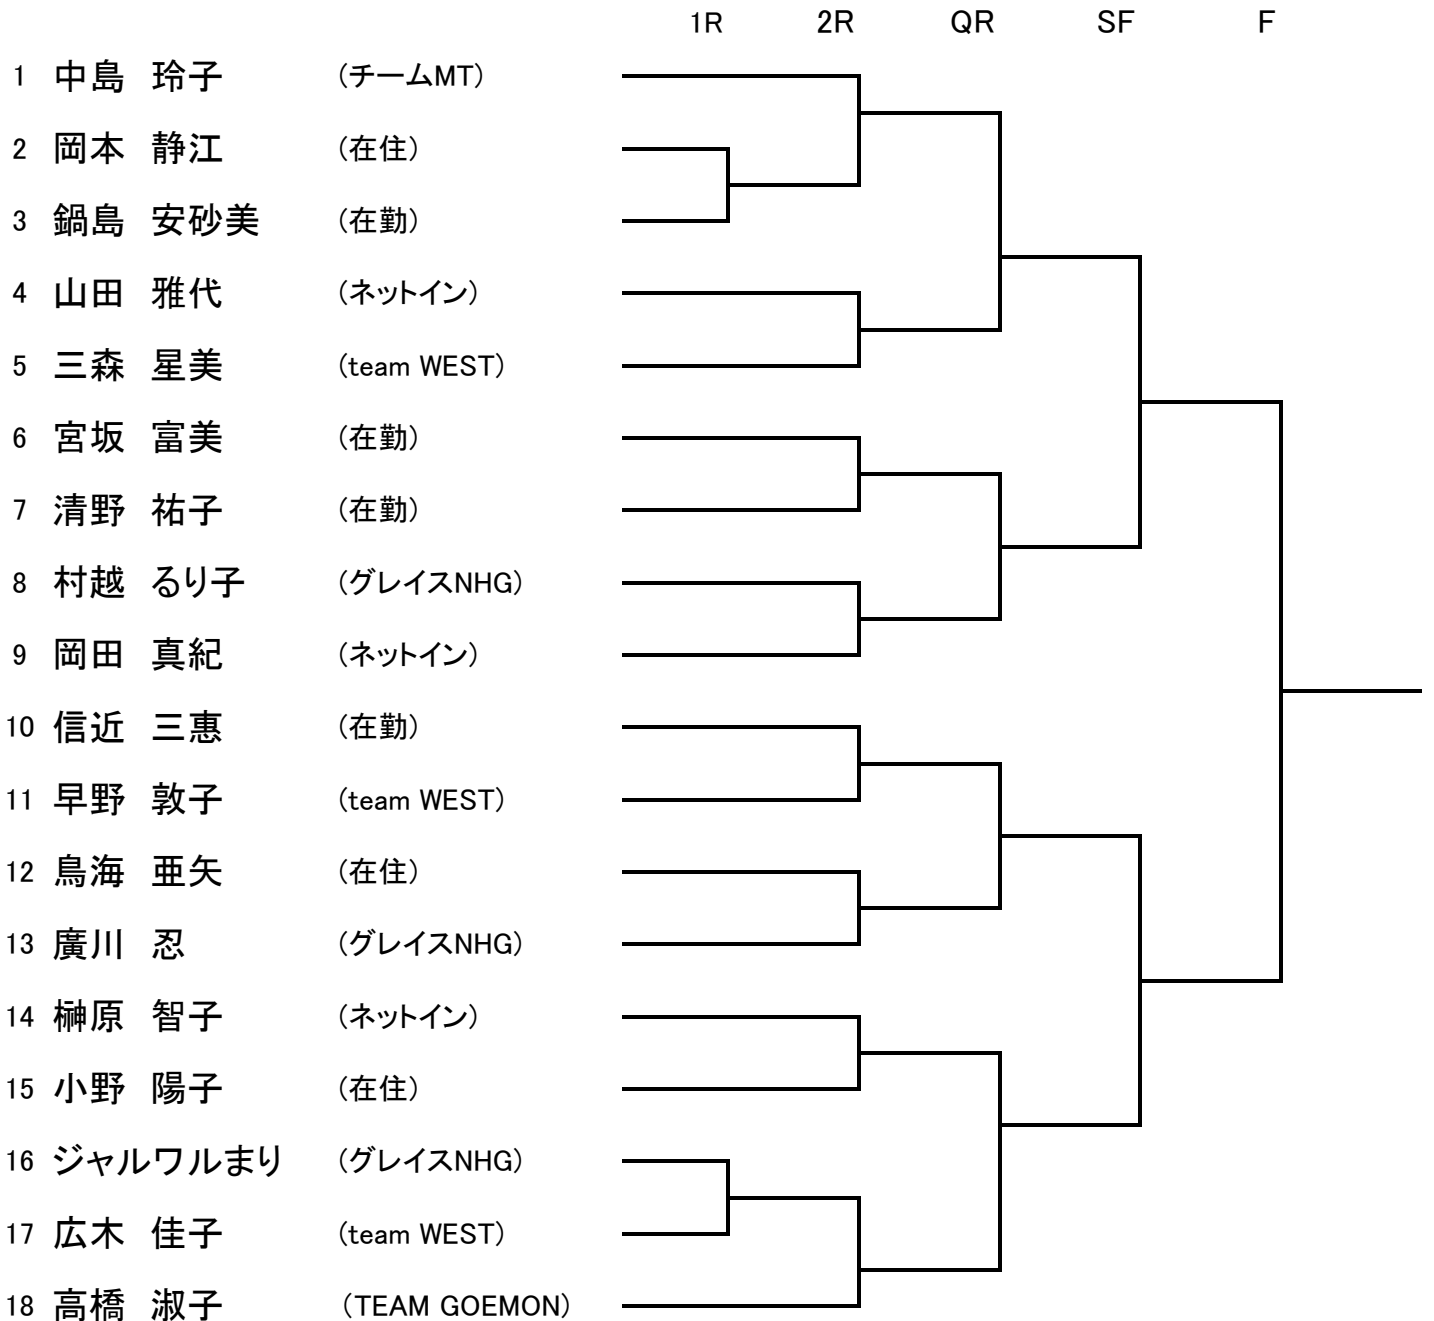 1R 2R QR SF F
1 中島 玲子 (チームMT)
2 岡本 静江 (在住)
3 鍋島 安砂美 (在勤)
4 山田 雅代 (ネットイン)
5 三森 星美 (team WEST)
6 宮坂 富美 (在勤)
7 清野 祐子 (在勤)
8 村越 るり子 (グレイスNHG)
9 岡田 真紀 (ネットイン)
10 信近 三惠 (在勤)
11 早野 敦子 (team WEST)
12 鳥海 亜矢 (在住)
13 廣川 忍 (グレイスNHG)
14 榊原 智子 (ネットイン)
15 小野 陽子 (在住)
16 ジャルワルまり (グレイスNHG)
17 広木 佳子 (team WEST)
18 高橋 淑子 (TEAM GOEMON)